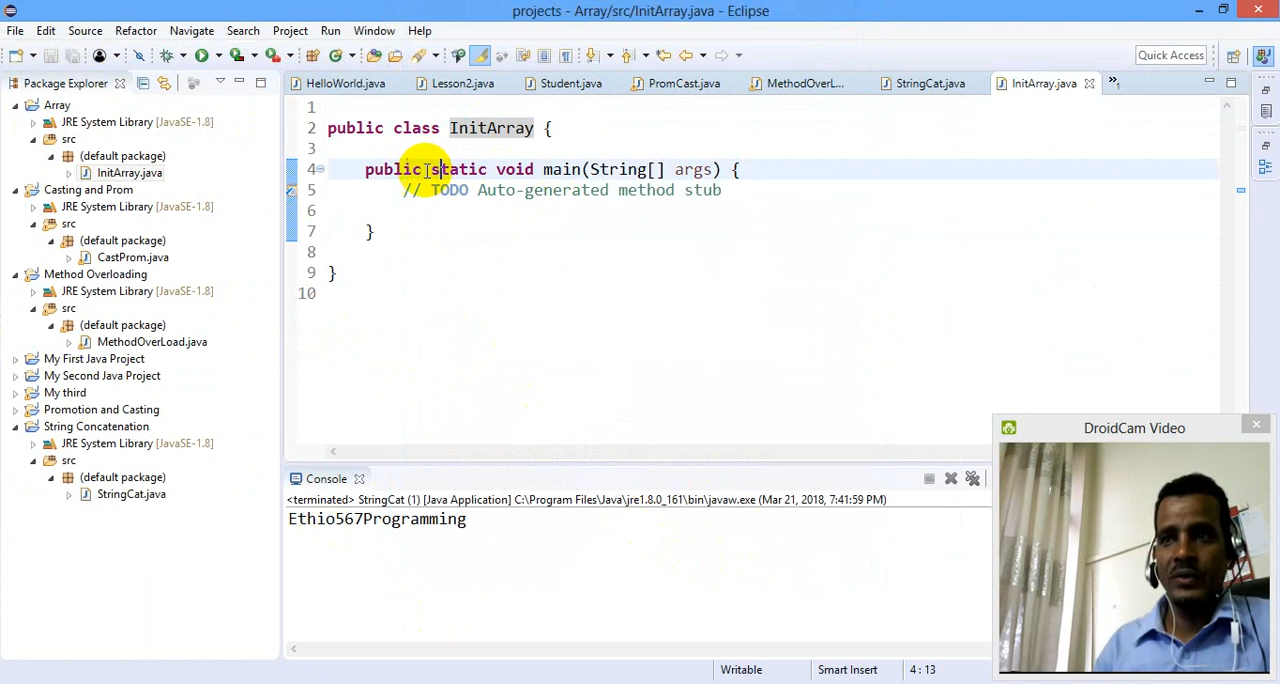 projects - Array/src/InitArray.java - Eclipse
File Edit Source Refactor Navigate Search Project Run Window Help
Quick Access
Package Explorer
HelloWorld.java Lesson2.java Student.java PromCast.java MethodOverL... StringCat.java InitArray.java »1
Array
JRE System Library [JavaSE-1.8]
src
(default package)
InitArray.java
Casting and Prom
JRE System Library [JavaSE-1.8]
src
(default package)
CastProm.java
Method Overloading
JRE System Library [JavaSE-1.8]
src
(default package)
MethodOverLoad.java
My First Java Project
My Second Java Project
My third
Promotion and Casting
String Concatenation
JRE System Library [JavaSE-1.8]
src
(default package)
StringCat.java
1
2 public class InitArray {
3
4 public static void main(String[] args) {
5 // TODO Auto-generated method stub
6
7 }
8
9 }
10
Console
<terminated> StringCat (1) [Java Application] C:\Program Files\Java\jre1.8.0_161\bin\javaw.exe (Mar 21, 2018, 7:41:59 PM)
Ethio567Programming
DroidCam Video
Writable Smart Insert 4 : 13